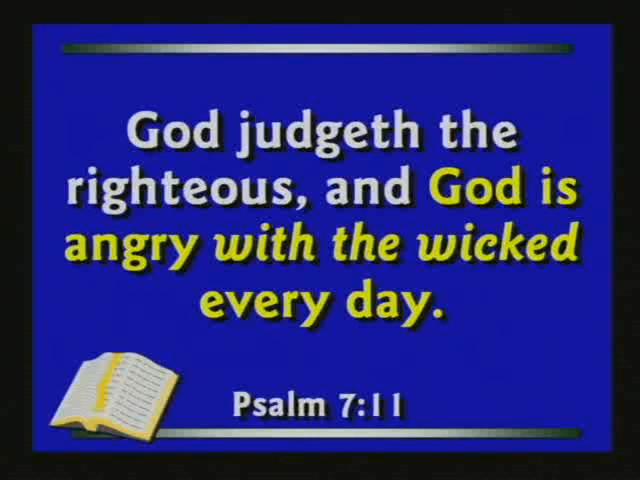 God judgeth the
righteous, and God is
angry with the wicked
every day.
Psalm 7:11